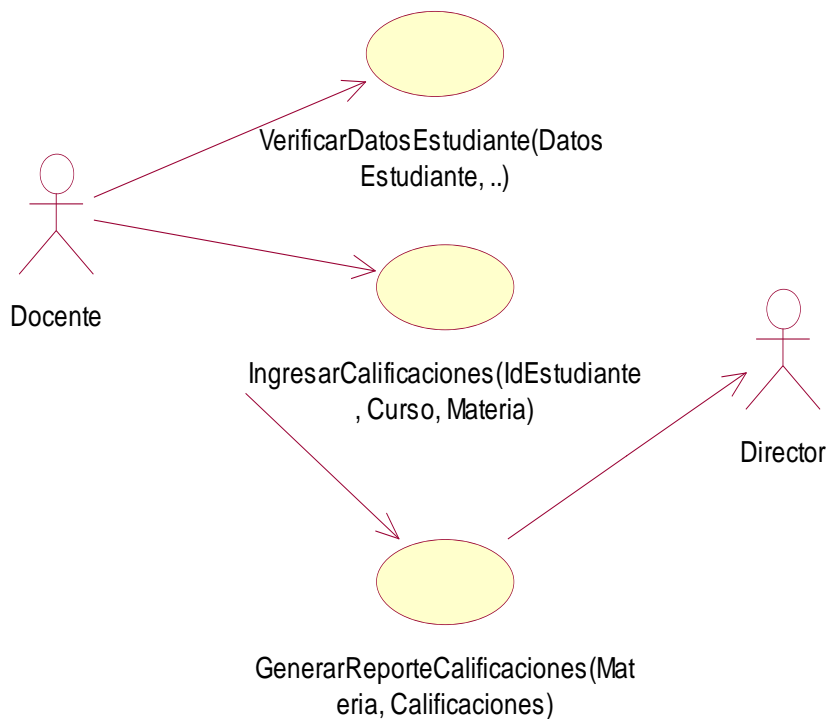 VerificarDatosEstudiante(Datos
Estudiante, ..)
Docente
IngresarCalificaciones(IdEstudiante
, Curso, Materia)
Director
GenerarReporteCalificaciones(Mat
eria, Calificaciones)